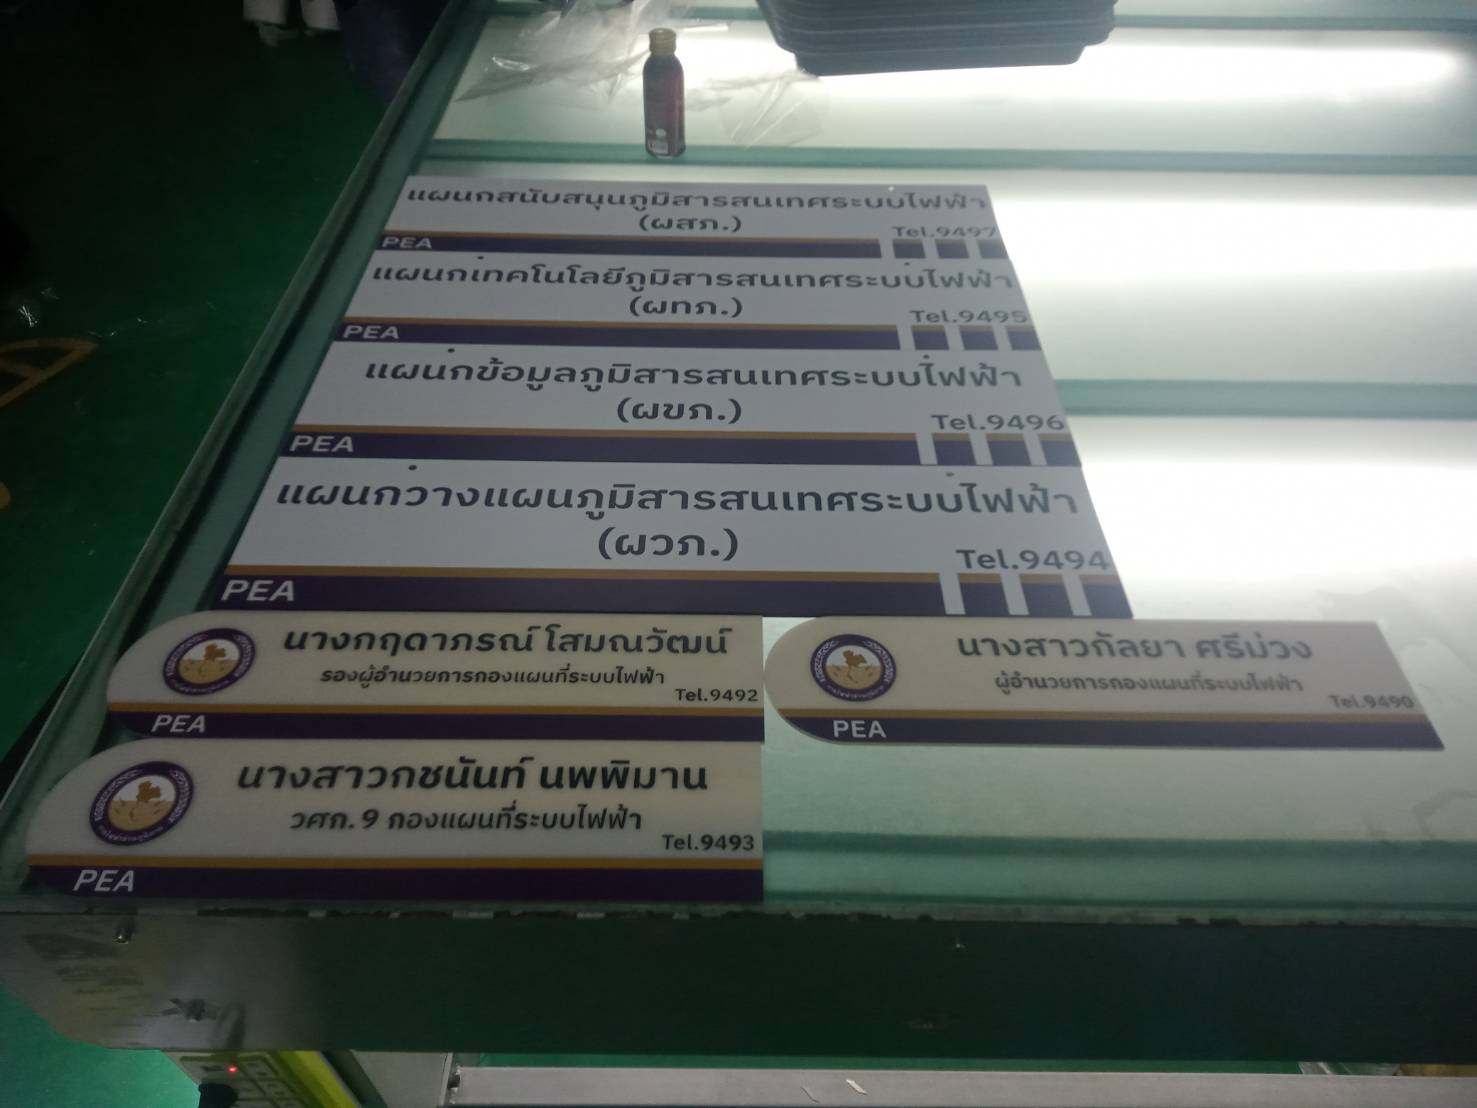 แผนกสนับสนุนภูมิสารสนเทศระบบไฟฟ้า
(ผสภ.)
Tel.9497
PEA
แผนกเทคโนโลยีภูมิสารสนเทศระบบไฟฟ้า
(ผทภ.)
Tel.9495
PEA
แผนกข้อมูลภูมิสารสนเทศระบบไฟฟ้า
(ผขภ.)
Tel.9496
PEA
แผนกวางแผนภูมิสารสนเทศระบบไฟฟ้า
(ผวภ.)
Tel.9494
PEA
นางกฤดาภรณ์ โสมณวัฒน์
รองผู้อำนวยการกองแผนที่ระบบไฟฟ้า
Tel.9492
PEA
นางสาวกัลยา ศรีม่วง
ผู้อำนวยการกองแผนที่ระบบไฟฟ้า
Tel.9490
PEA
นางสาวกชนันท์ นพพิมาน
วศก. 9 กองแผนที่ระบบไฟฟ้า
Tel.9493
PEA